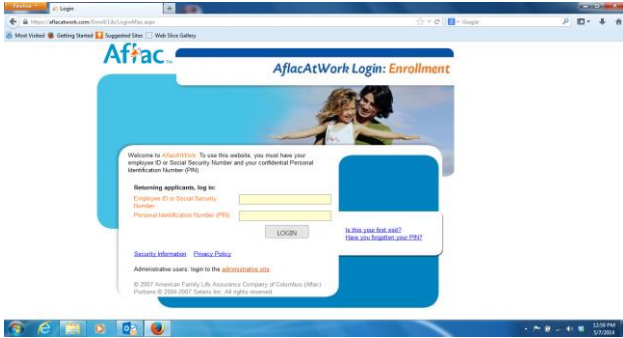 Firefox
Login
https://aflacatwork.com/Enroll/Lib/LoginAflac.aspx
Google
Most Visited Getting Started Suggested Sites Web Slice Gallery
Aflac
AflacAtWork Login: Enrollment
Welcome to AflacAtWork. To use this website, you must have your
employee ID or Social Security Number and your confidential Personal
Identification Number (PIN).
Returning applicants, log in:
Employee ID or Social Security
Number:
Personal Identification Number (PIN):
LOGIN
Is this your first visit?
Have you forgotten your PIN?
Security Information Privacy Policy
Administrative users: login to the administrative site.
© 2007 American Family Life Assurance Company of Columbus (Aflac)
Portions © 2004-2007 Selerix Inc. All rights reserved.
12:59 PM
5/7/2014